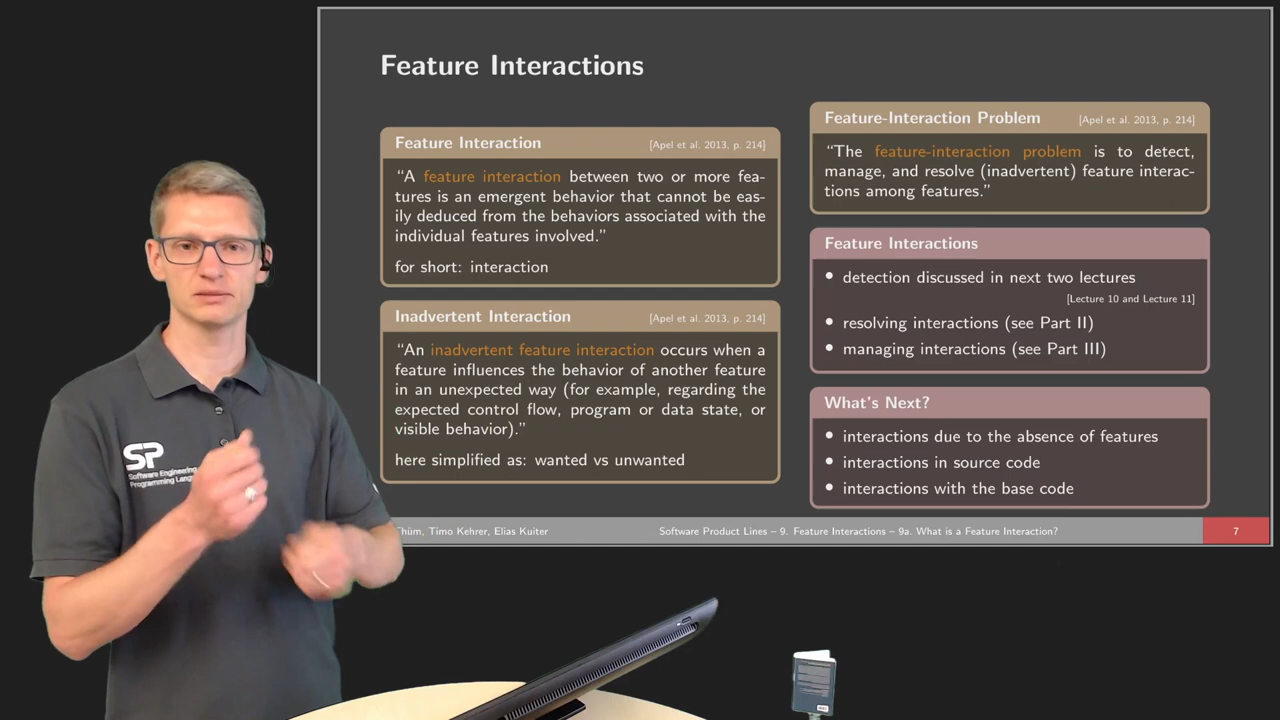 Feature Interactions
Feature Interaction [Apel et al. 2013, p. 214]
“A feature interaction between two or more fea-
tures is an emergent behavior that cannot be eas-
ily deduced from the behaviors associated with the
individual features involved.”
for short: interaction
Inadvertent Interaction [Apel et al. 2013, p. 214]
“An inadvertent feature interaction occurs when a
feature influences the behavior of another feature
in an unexpected way (for example, regarding the
expected control flow, program or data state, or
visible behavior).”
here simplified as: wanted vs unwanted
Feature-Interaction Problem [Apel et al. 2013, p. 214]
“The feature-interaction problem is to detect,
manage, and resolve (inadvertent) feature interac-
tions among features.”
Feature Interactions
• detection discussed in next two lectures
[Lecture 10 and Lecture 11]
• resolving interactions (see Part II)
• managing interactions (see Part III)
What's Next?
• interactions due to the absence of features
• interactions in source code
• interactions with the base code
Thüm, Timo Kehrer, Elias Kuiter Software Product Lines – 9. Feature Interactions – 9a. What is a Feature Interaction? 7
SP
Software Engineering
Programming Lang